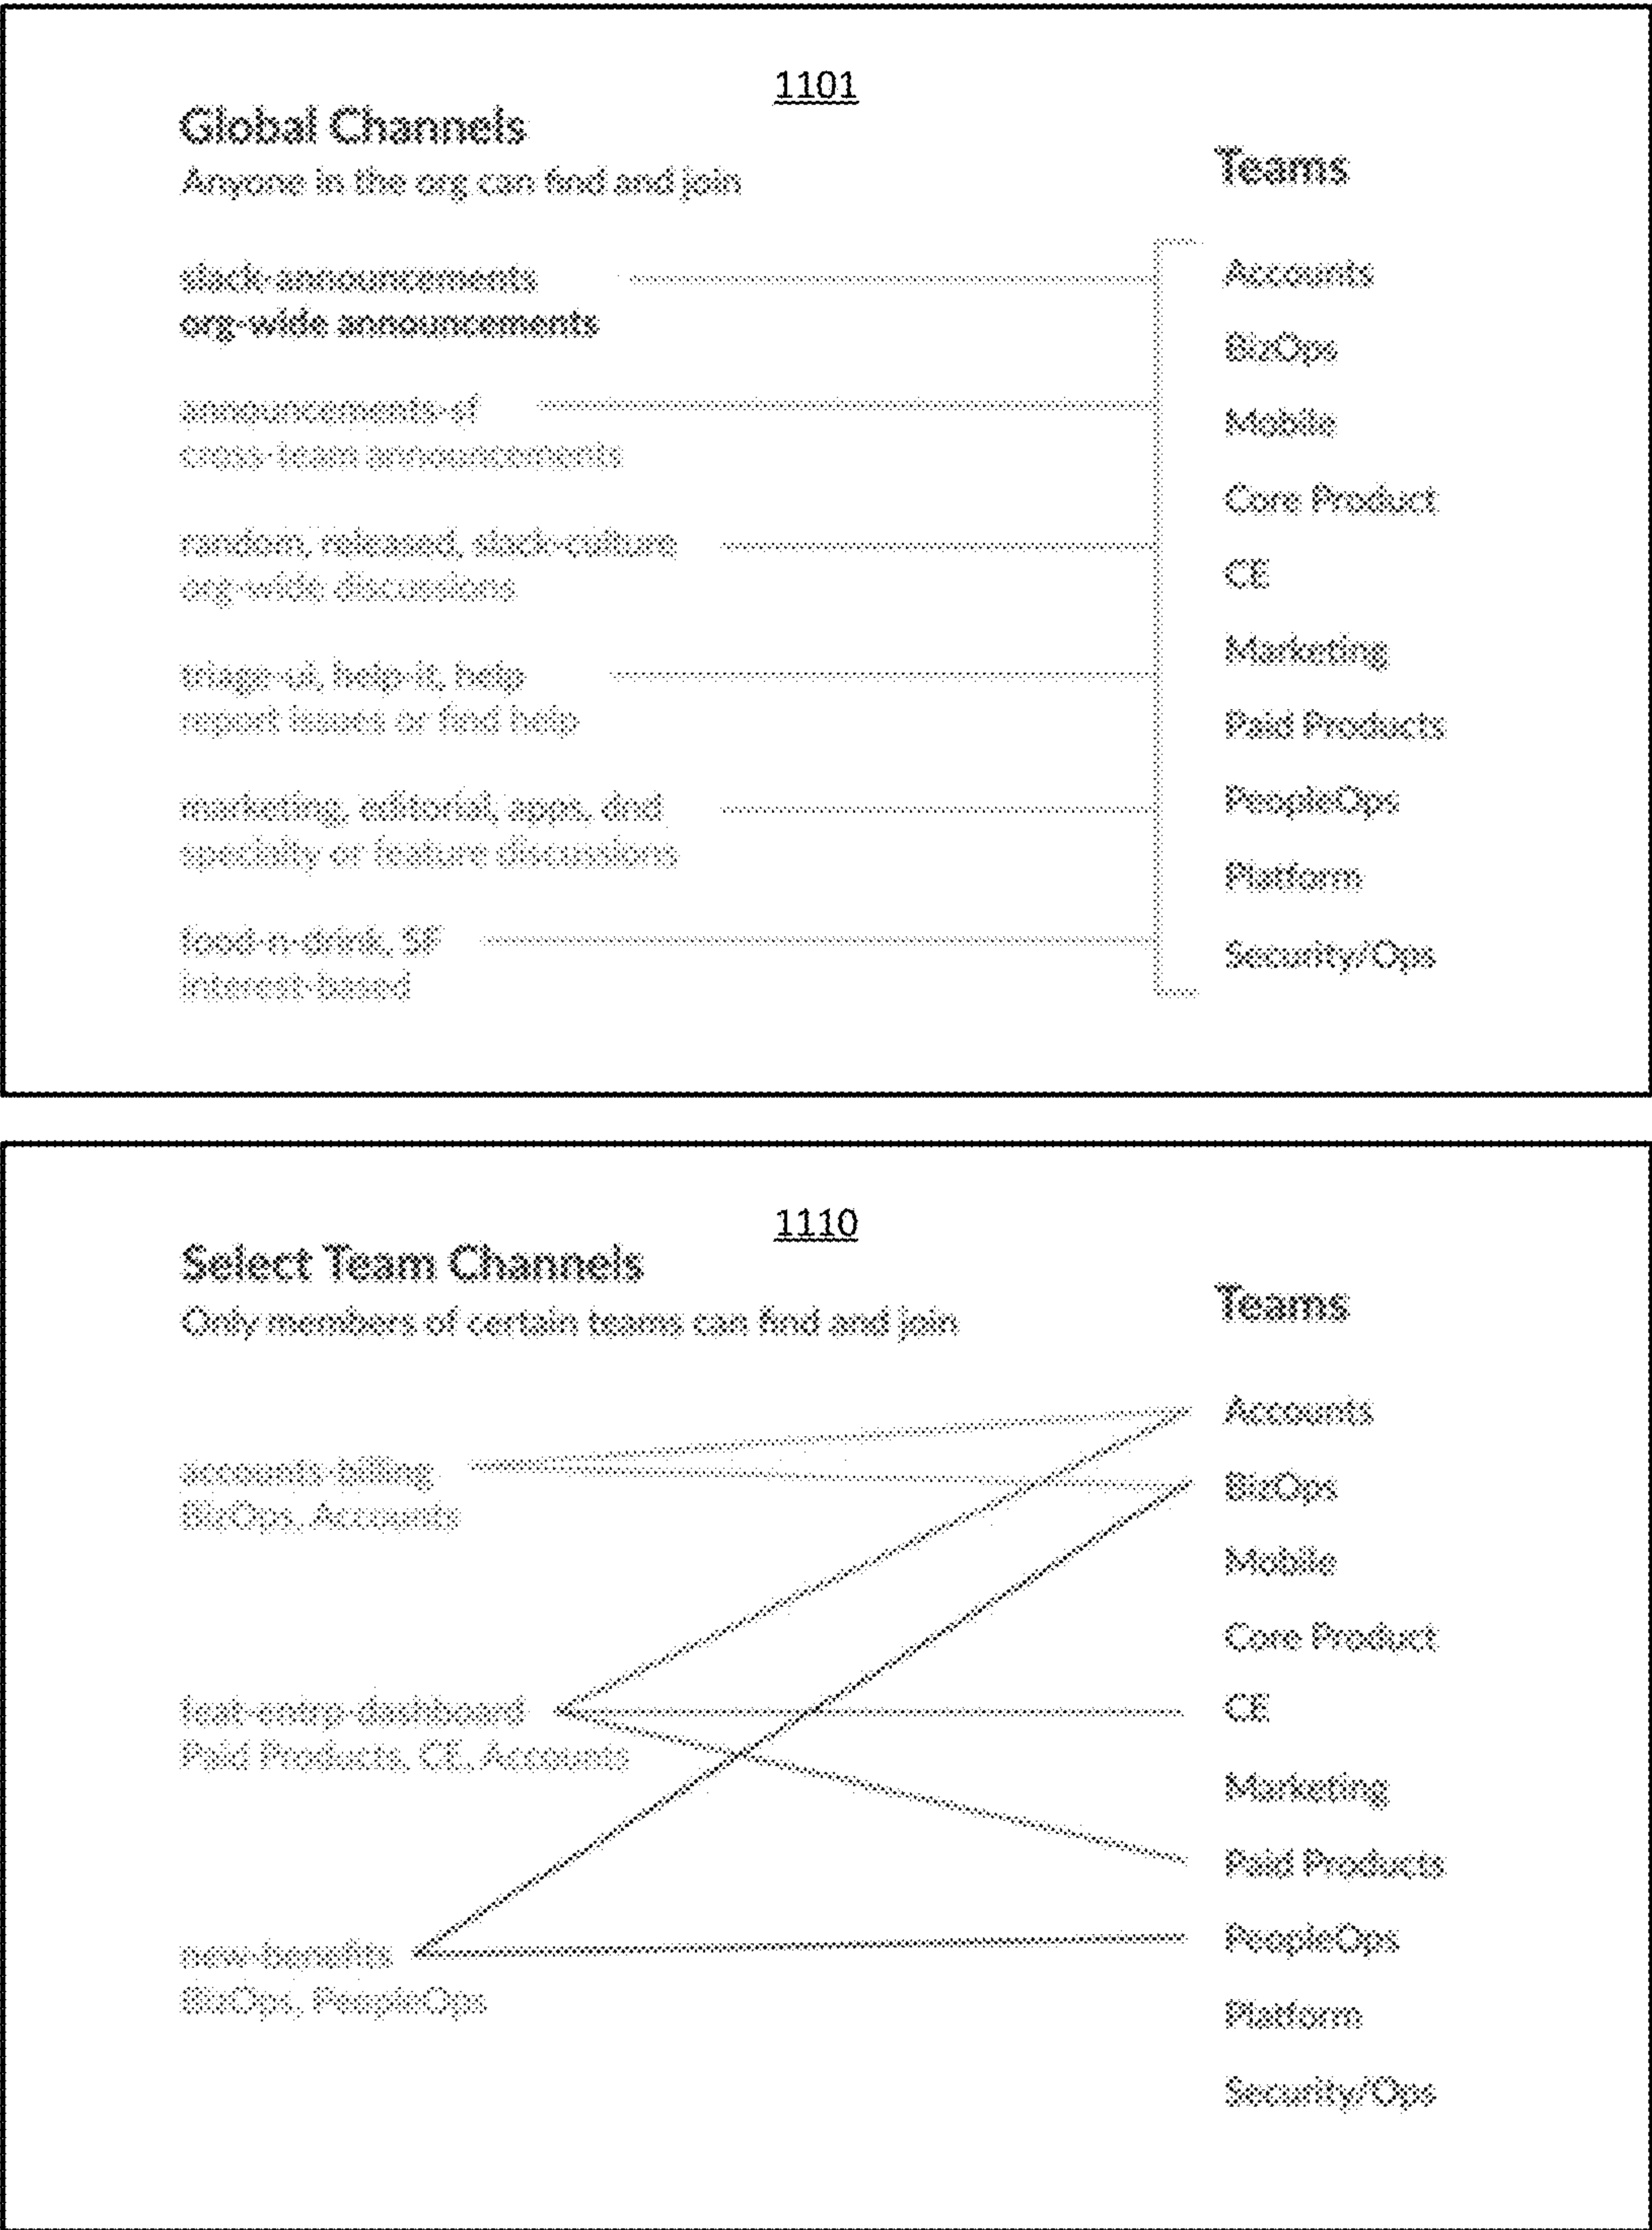 1101
Global Channels
Anyone in the org can find and join
Teams
slack-announcements
org-wide announcements
announcements-sf
cross-team announcements
random, released, slack-culture
org-wide discussions
triage-ui, help-it, help
report issues or find help
marketing, editorial, apps, dnd
specialty or feature discussions
food-n-drink, SF
interest-based
Accounts
BizOps
Mobile
Core Product
CE
Marketing
Paid Products
PeopleOps
Platform
Security/Ops
1110
Select Team Channels
Only members of certain teams can find and join
Teams
accounts-billing
BizOps, Accounts
feat-entrp-dashboard
Paid Products, CE, Accounts
new-benefits
BizOps, PeopleOps
Accounts
BizOps
Mobile
Core Product
CE
Marketing
Paid Products
PeopleOps
Platform
Security/Ops